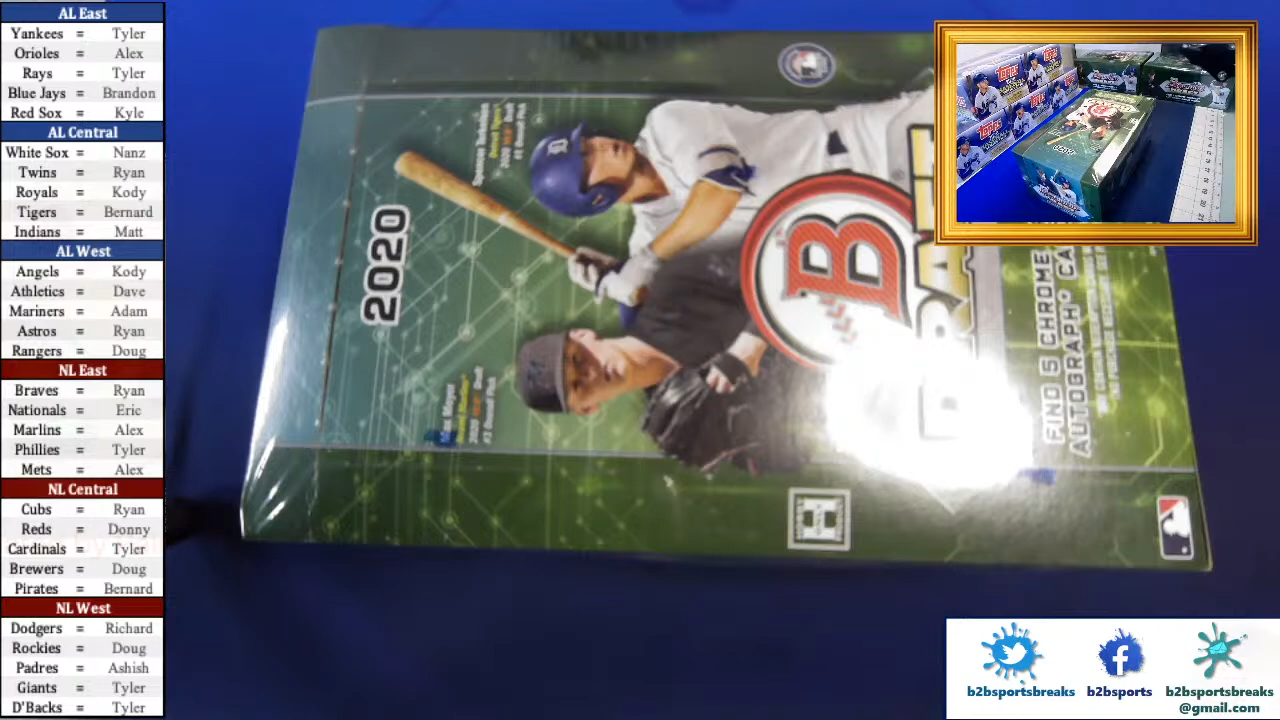 AL East
Yankees = Tyler
Orioles = Alex
Rays = Tyler
Blue Jays = Brandon
Red Sox = Kyle
AL Central
White Sox = Nanz
Twins = Ryan
Royals = Kody
Tigers = Bernard
Indians = Matt
AL West
Angels = Kody
Athletics = Dave
Mariners = Adam
Astros = Ryan
Rangers = Doug
NL East
Braves = Ryan
Nationals = Eric
Marlins = Alex
Phillies = Tyler
Mets = Alex
NL Central
Cubs = Ryan
Reds = Donny
Cardinals = Tyler
Brewers = Doug
Pirates = Bernard
NL West
Dodgers = Richard
Rockies = Doug
Padres = Ashish
Giants = Tyler
D'Backs = Tyler
2020
B
FIND 5 CHROME
AUTOGRAPH
H
TOPPS
b2bsportsbreaks
b2bsports
b2bsportsbreaks
@gmail.com